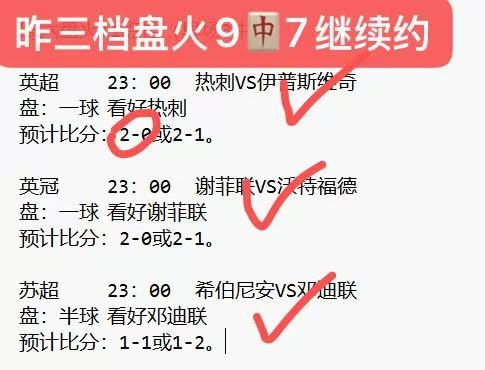 昨三档盘火9🀄7继续约
英超 23：00 热刺VS伊普斯维奇
盘：一球 看好热刺
预计比分：2-0或2-1。
英冠 23：00 谢菲联VS沃特福德
盘：一球 看好谢菲联
预计比分：2-0或2-1。
苏超 23：00 希伯尼安VS邓迪联
盘：半球 看好邓迪联
预计比分：1-1或1-2。